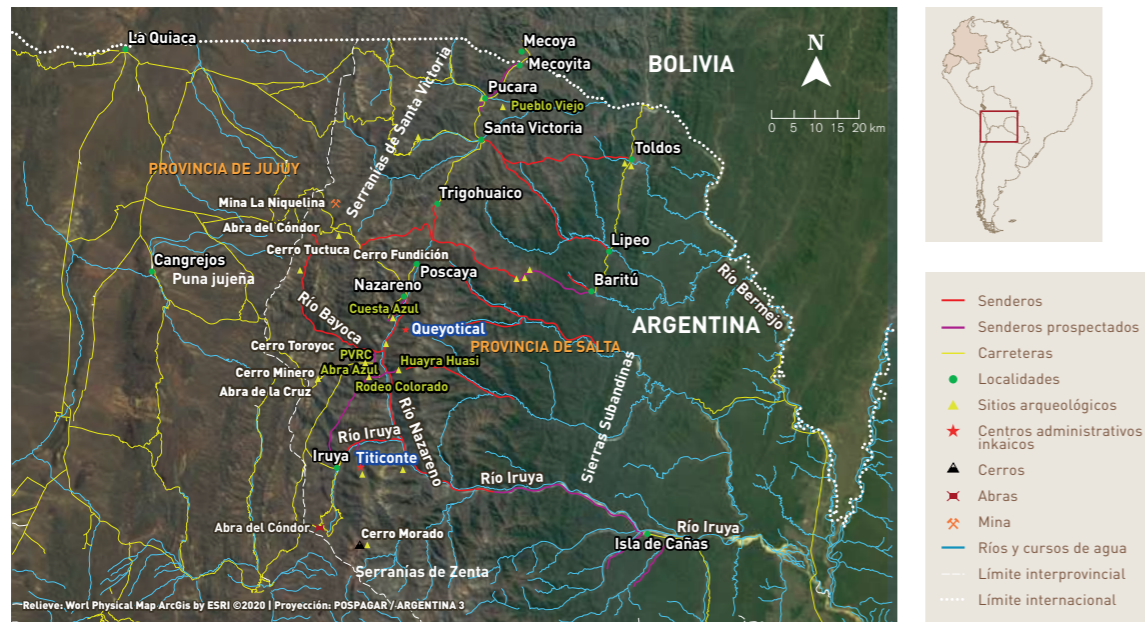 La Quiaca
Mecoya
Mecoyita
BOLIVIA
N
0 5 10 15 20 km
Pucara
Pueblo Viejo
Serranías de Santa Victoria
Santa Victoria
Toldos
PROVINCIA DE JUJUY
Mina La Niquelina
Trigohuaico
Abra del Cóndor
Cerro Tuctuca
Cerro Fundición
Lipeo
Cangrejos
Puna jujeña
Poscaya
Baritú
Nazareno
Río Bermejo
Río Bayoca
Cuesta Azul
Queyotical
ARGENTINA
PROVINCIA DE SALTA
Cerro Toroyoc
PVRC
Huayra Huasi
Cerro Minero
Abra Azul
Abra de la Cruz
Rodeo Colorado
Sierras Subandinas
Río Nazareno
Río Iruya
Iruya
Titiconte
Río Iruya
Abra del Cóndor
Cerro Morado
Río Iruya
Isla de Cañas
Serranías de Zenta
Relieve: Worl Physical Map ArcGis by ESRI ©2020 | Proyección: POSPAGAR / ARGENTINA 3
Senderos
Senderos prospectados
Carreteras
Localidades
Sitios arqueológicos
Centros administrativos
inkaicos
Cerros
Abras
Mina
Ríos y cursos de agua
Límite interprovincial
Límite internacional